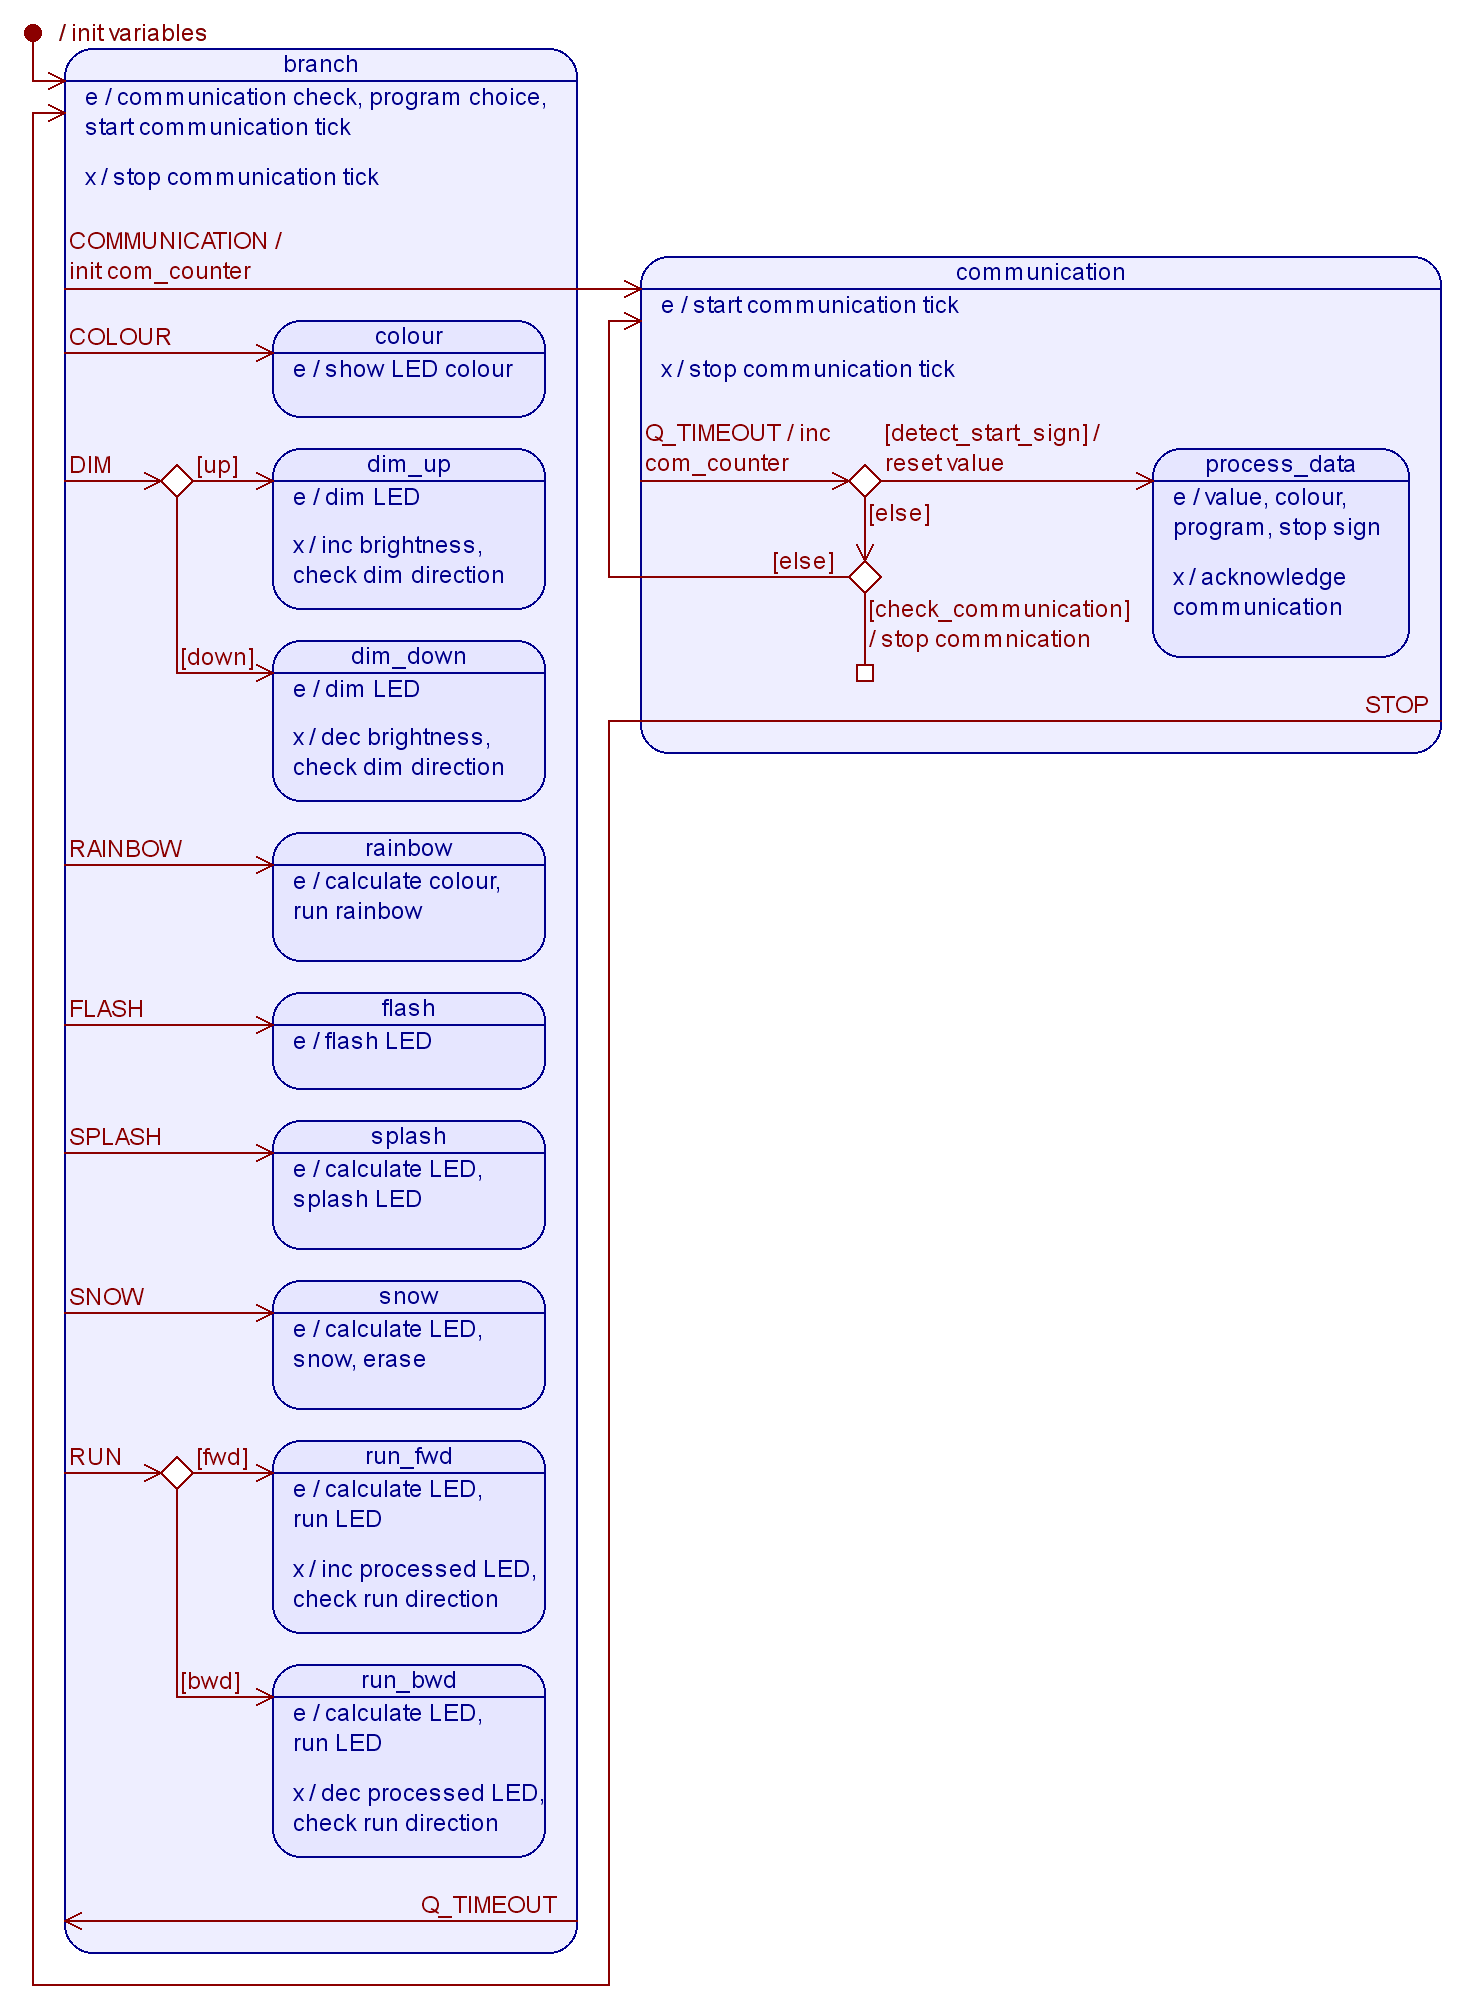 / init variables
branch
e / communication check, program choice,
start communication tick
x / stop communication tick
COMMUNICATION /
init com_counter
COLOUR
colour
e / show LED colour
DIM
[up]
dim_up
e / dim LED
x / inc brightness,
check dim direction
[down]
dim_down
e / dim LED
x / dec brightness,
check dim direction
RAINBOW
rainbow
e / calculate colour,
run rainbow
FLASH
flash
e / flash LED
SPLASH
splash
e / calculate LED,
splash LED
SNOW
snow
e / calculate LED,
snow, erase
RUN
[fwd]
run_fwd
e / calculate LED,
run LED
x / inc processed LED,
check run direction
[bwd]
run_bwd
e / calculate LED,
run LED
x / dec processed LED,
check run direction
Q_TIMEOUT
communication
e / start communication tick
x / stop communication tick
Q_TIMEOUT / inc
com_counter
[detect_start_sign] /
reset value
process_data
e / value, colour,
program, stop sign
x / acknowledge
communication
[else]
[else]
[check_communication]
/ stop commnication
STOP